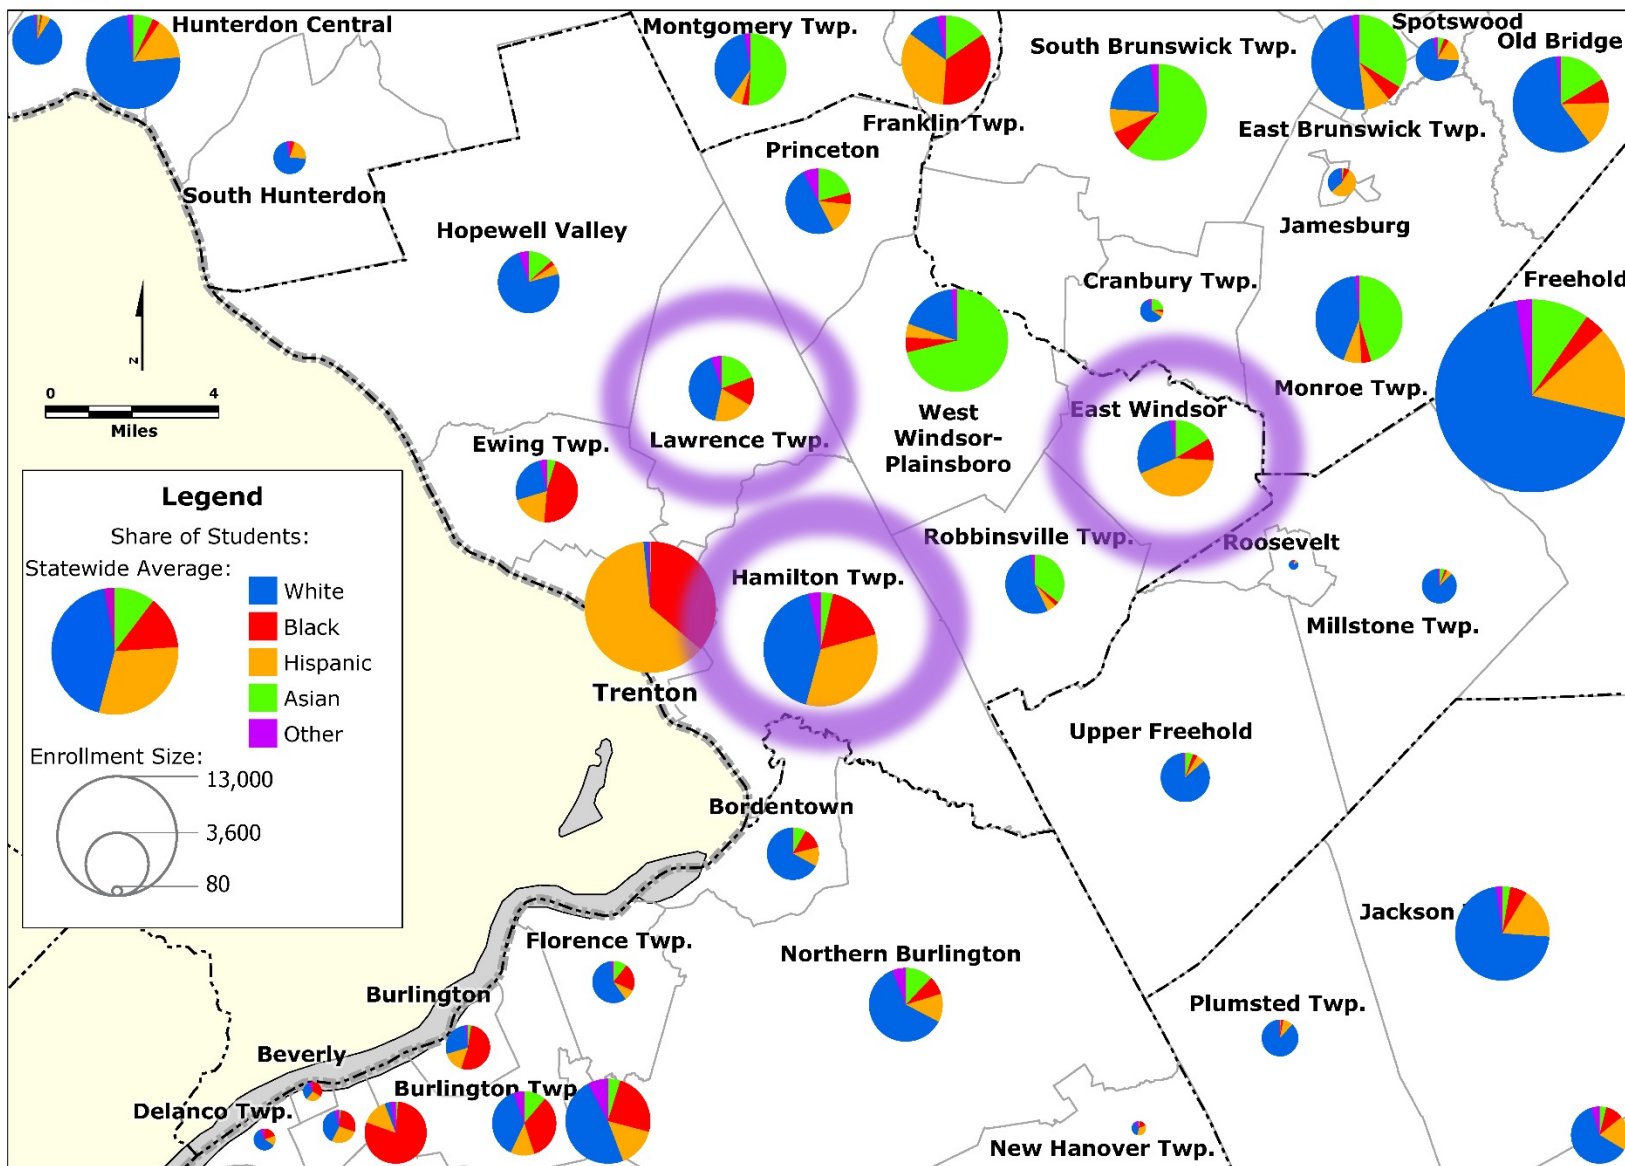 Hunterdon Central
Montgomery Twp.
South Brunswick Twp.
Spotswood
Old Bridge
Franklin Twp.
East Brunswick Twp.
Princeton
South Hunterdon
Jamesburg
Hopewell Valley
Cranbury Twp.
Freehold
Monroe Twp.
0 4
Miles
z
Lawrence Twp.
East Windsor
West
Windsor-
Plainsboro
Ewing Twp.
Robbinsville Twp.
Roosevelt
Hamilton Twp.
Millstone Twp.
Trenton
Legend
Share of Students:
Statewide Average:
White
Black
Hispanic
Asian
Other
Enrollment Size:
13,000
3,600
80
Upper Freehold
Bordentown
Jackson
Florence Twp.
Northern Burlington
Burlington
Plumsted Twp.
Beverly
Burlington Twp
Delanco Twp.
New Hanover Twp.